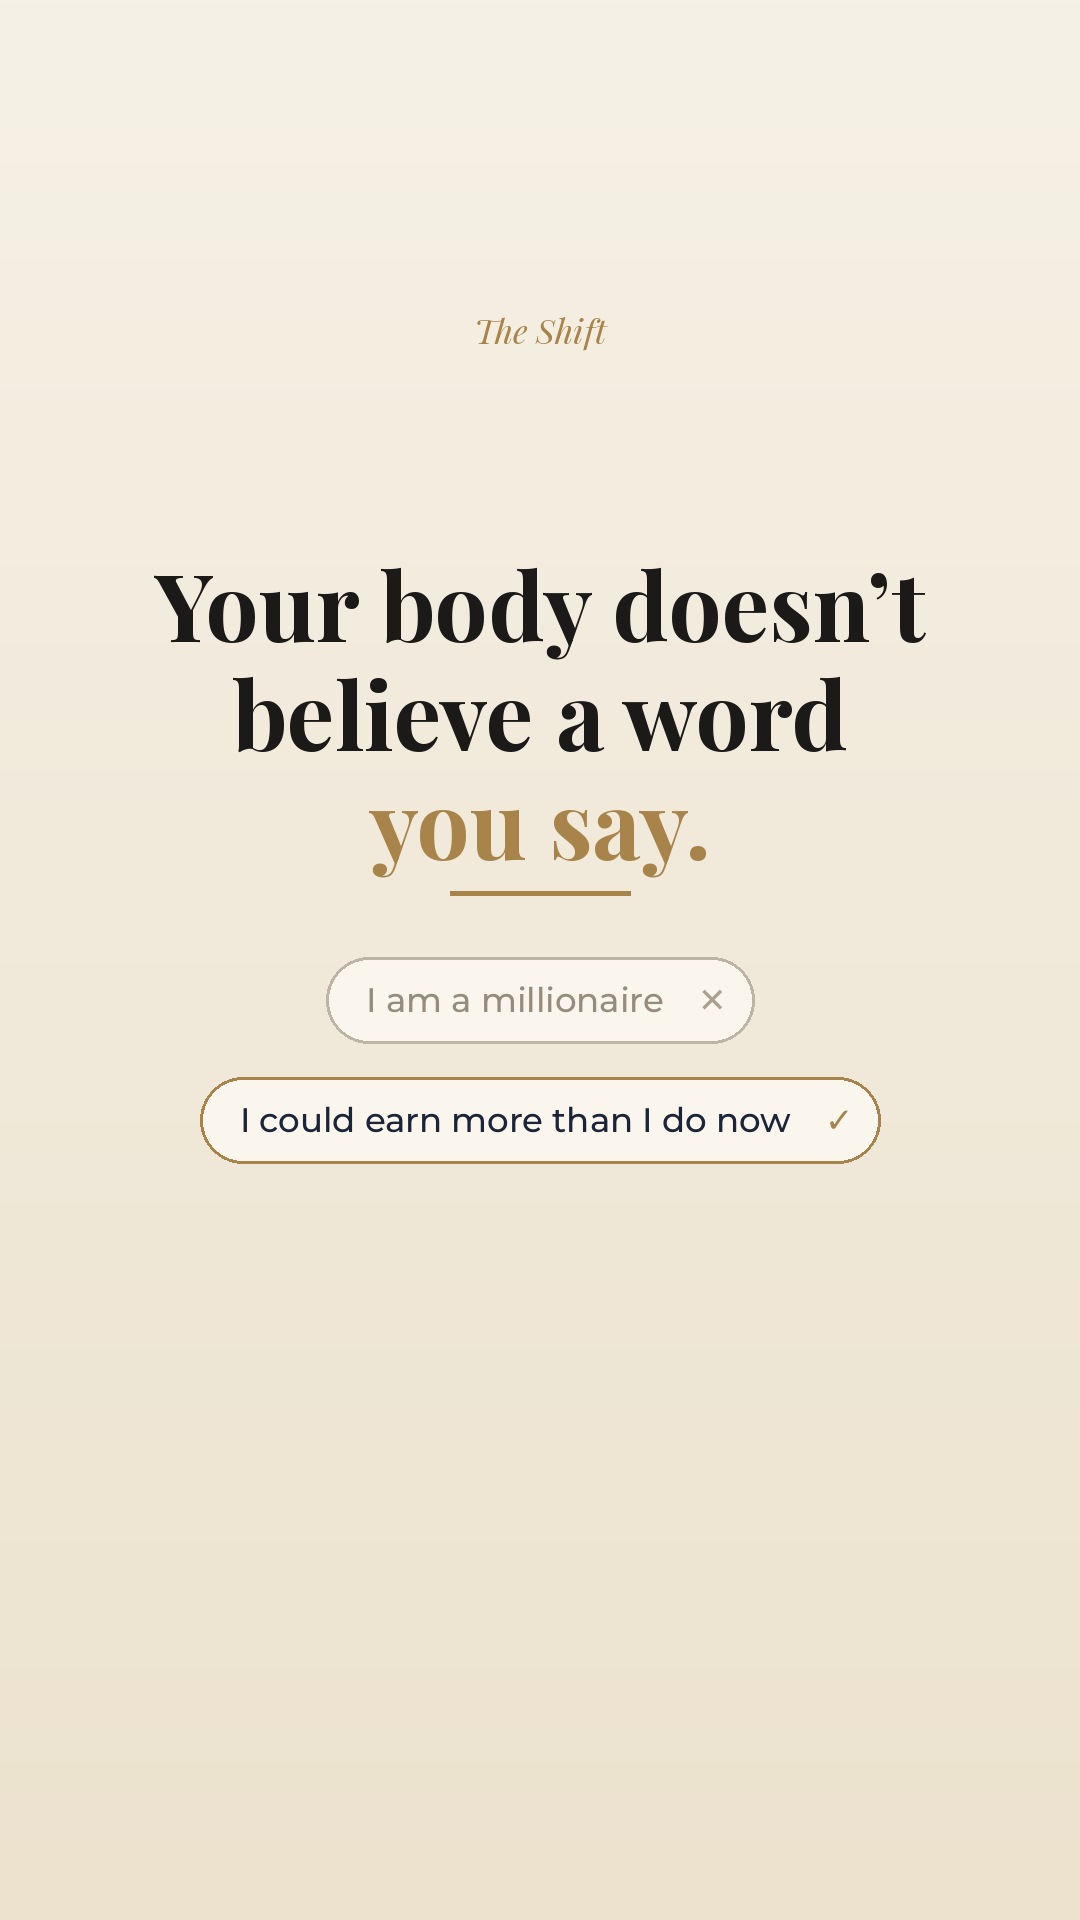 The Shift
Your body doesn’t
believe a word
you say.
I am a millionaire ✕
I could earn more than I do now ✓